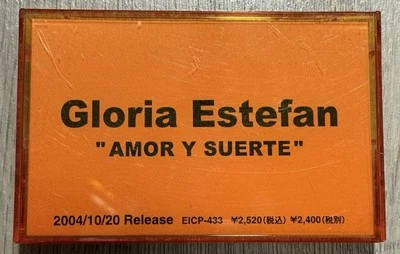 Gloria Estefan
"AMOR Y SUERTE"
2004/10/20 Release EICP-433 ¥2,520(税込) ¥2,400(税別)